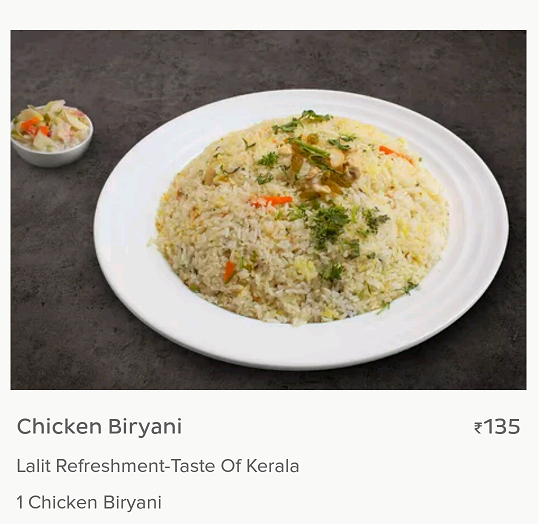 Chicken Biryani ₹135
Lalit Refreshment-Taste Of Kerala
1 Chicken Biryani